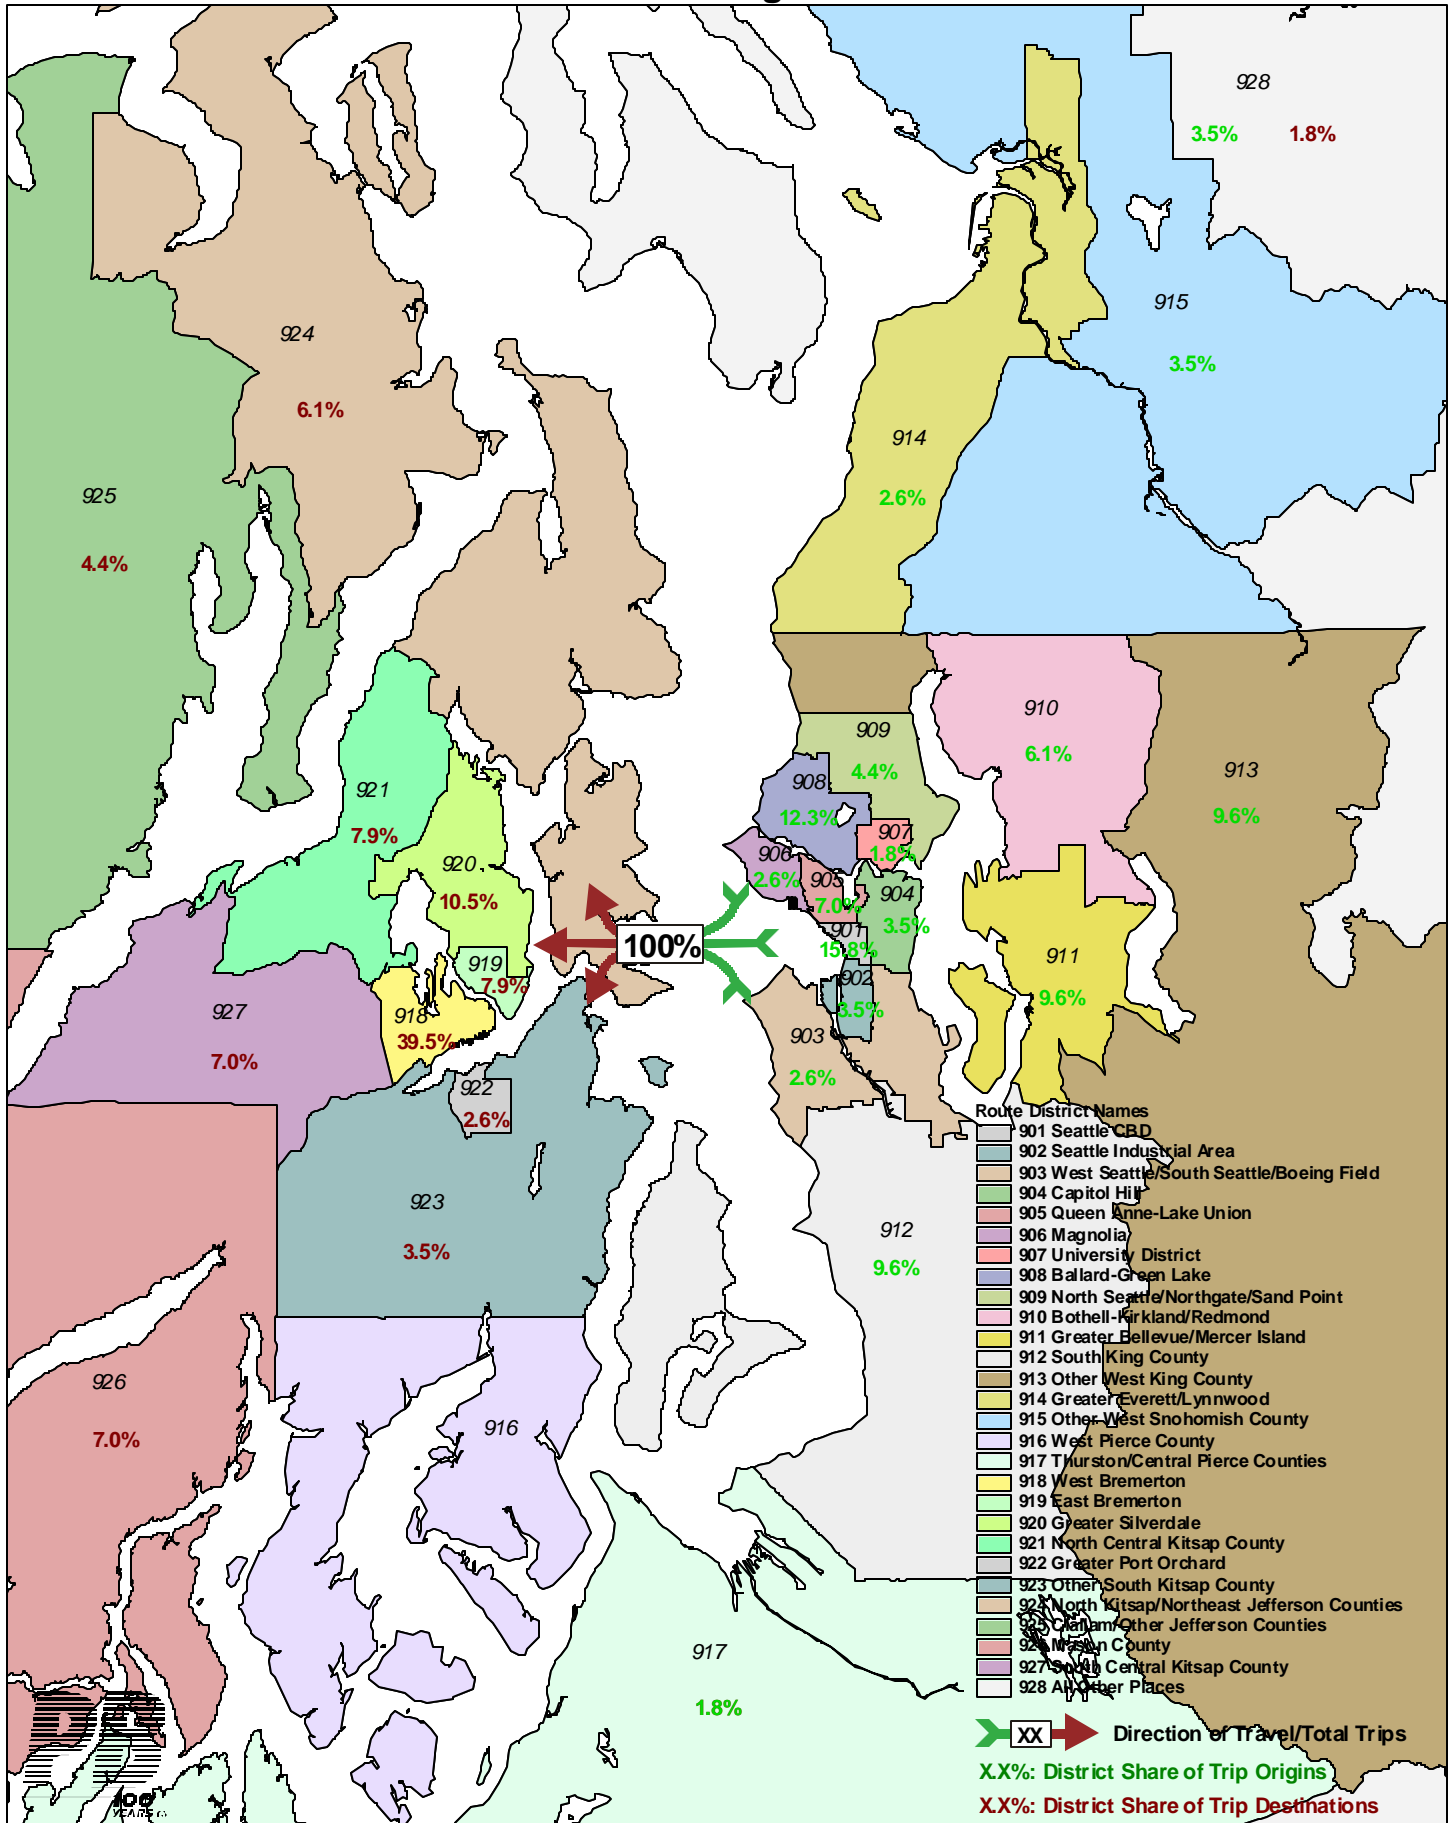 928
3.5% 1.8%
915
3.5%
924
6.1%
914
2.6%
925
4.4%
910
6.1%
909
4.4%
913
9.6%
908
12.3%
907
1.8%
906
2.6%
905
7.0%
904
3.5%
921
7.9%
920
10.5%
901
15.8%
100%
919
7.9%
902
3.5%
911
9.6%
927
7.0%
918
39.5%
903
2.6%
922
2.6%
923
3.5%
912
9.6%
926
7.0%
916
917
1.8%
Route District Names
901 Seattle CBD
902 Seattle Industrial Area
903 West Seattle/South Seattle/Boeing Field
904 Capitol Hill
905 Queen Anne-Lake Union
906 Magnolia
907 University District
908 Ballard-Green Lake
909 North Seattle/Northgate/Sand Point
910 Bothell-Kirkland/Redmond
911 Greater Bellevue/Mercer Island
912 South King County
913 Other West King County
914 Greater Everett/Lynnwood
915 Other West Snohomish County
916 West Pierce County
917 Thurston/Central Pierce Counties
918 West Bremerton
919 East Bremerton
920 Greater Silverdale
921 North Central Kitsap County
922 Greater Port Orchard
923 Other South Kitsap County
924 North Kitsap/Northeast Jefferson Counties
925 Clallam/Other Jefferson Counties
926 Mason County
927 South Central Kitsap County
928 All Other Places
XX Direction of Travel/Total Trips
X.X%: District Share of Trip Origins
X.X%: District Share of Trip Destinations
100
YEARS